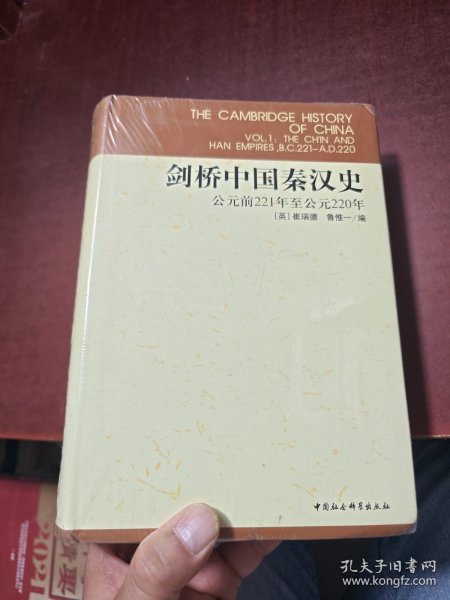 THE CAMBRIDGE HISTORY
OF CHINA
VOL.1: THE CH'IN AND
HAN EMPIRES,B.C.221-A.D.220
剑桥中国秦汉史
公元前221年至公元220年
[英]崔瑞德 鲁惟一/编
中国社会科学出版社
2021
孔夫子旧书网
www.kongfz.com